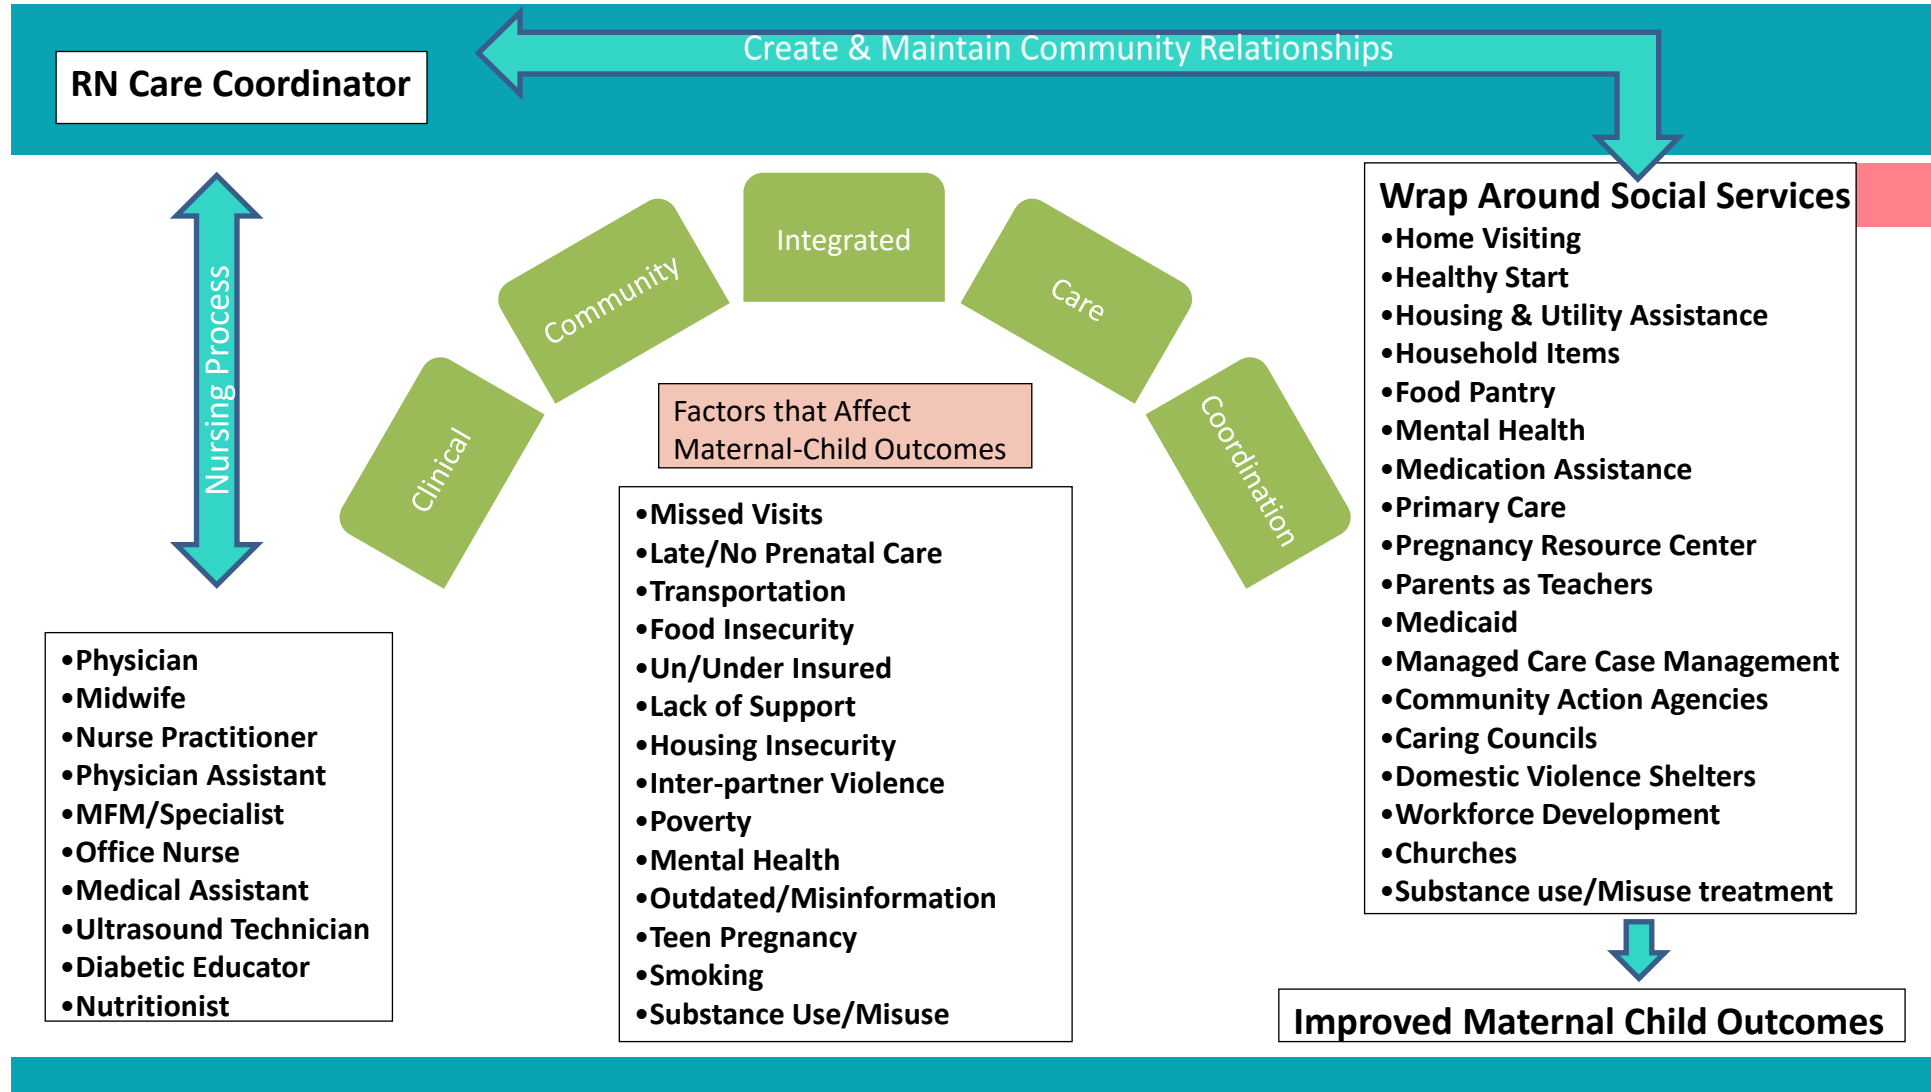 Create & Maintain Community Relationships
RN Care Coordinator
Nursing Process
Clinical
Community
Integrated
Care
Coordination
Factors that Affect
Maternal-Child Outcomes
•Missed Visits
•Late/No Prenatal Care
•Transportation
•Food Insecurity
•Un/Under Insured
•Lack of Support
•Housing Insecurity
•Inter-partner Violence
•Poverty
•Mental Health
•Outdated/Misinformation
•Teen Pregnancy
•Smoking
•Substance Use/Misuse
•Physician
•Midwife
•Nurse Practitioner
•Physician Assistant
•MFM/Specialist
•Office Nurse
•Medical Assistant
•Ultrasound Technician
•Diabetic Educator
•Nutritionist
Wrap Around Social Services
•Home Visiting
•Healthy Start
•Housing & Utility Assistance
•Household Items
•Food Pantry
•Mental Health
•Medication Assistance
•Primary Care
•Pregnancy Resource Center
•Parents as Teachers
•Medicaid
•Managed Care Case Management
•Community Action Agencies
•Caring Councils
•Domestic Violence Shelters
•Workforce Development
•Churches
•Substance use/Misuse treatment
Improved Maternal Child Outcomes